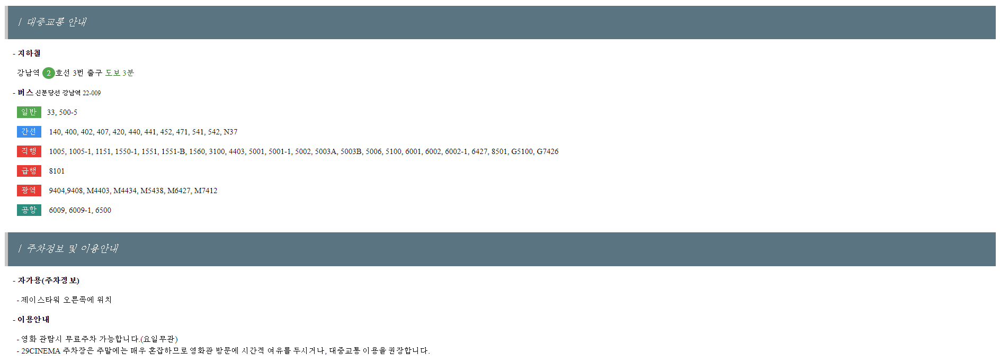 / 대중교통 안내
- 지하철
강남역 2호선 3번 출구 도보 3분
- 버스 신분당선 강남역 22-009
일반 33, 500-5
간선 140, 400, 402, 407, 420, 440, 441, 452, 471, 541, 542, N37
직행 1005, 1005-1, 1151, 1550-1, 1551, 1551-B, 1560, 3100, 4403, 5001, 5001-1, 5002, 5003A, 5003B, 5006, 5100, 6001, 6002, 6002-1, 6427, 8501, G5100, G7426
급행 8101
광역 9404,9408, M4403, M4434, M5438, M6427, M7412
공항 6009, 6009-1, 6500
/ 주차정보 및 이용안내
- 자가용(주차정보)
- 제이스타워 오른쪽에 위치
- 이용안내
- 영화 관람시 무료주차 가능합니다.(요일무관)
- 29CINEMA 주차장은 주말에는 매우 혼잡하므로 영화관 방문에 시간적 여유를 두시거나, 대중교통 이용을 권장합니다.